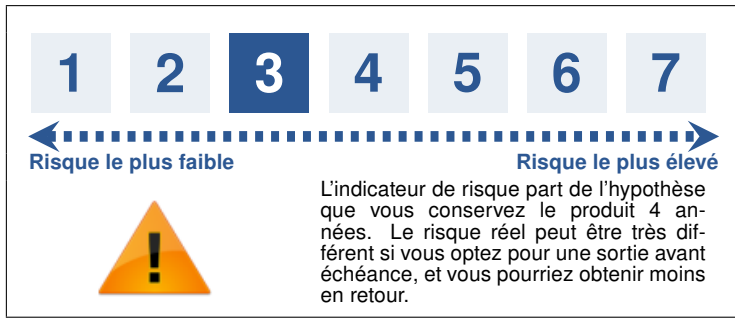 1 2 3 4 5 6 7
Risque le plus faible
Risque le plus élevé
L'indicateur de risque part de l'hypothèse
que vous conservez le produit 4 an-
nées. Le risque réel peut être très dif-
férent si vous optez pour une sortie avant
échéance, et vous pourriez obtenir moins
en retour.
!